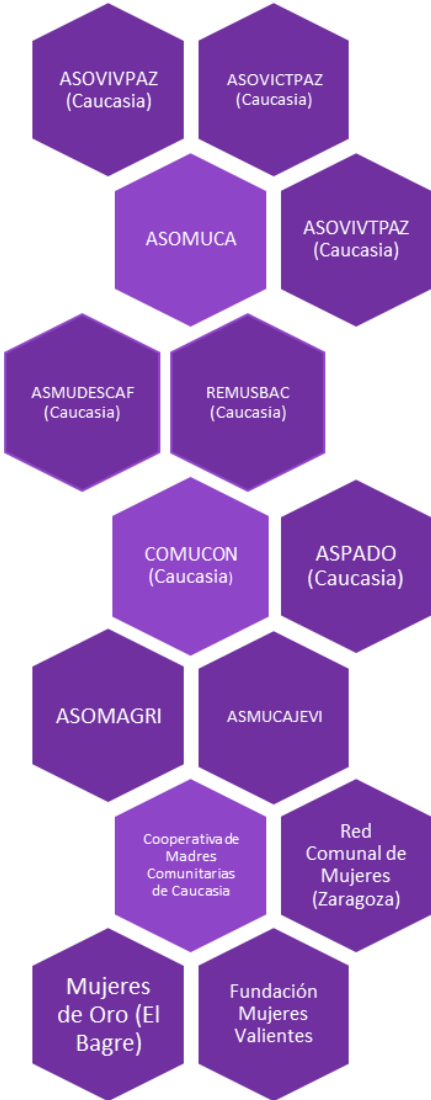 ASOVIVPAZ
(Caucasia)
ASOVICTPAZ
(Caucasia)
ASOMUCA
ASOVIVTPAZ
(Caucasia)
ASMUDESCAF
(Caucasia)
REMUSBAC
(Caucasia)
COMUCON
(Caucasia)
ASPADO
(Caucasia)
ASOMAGRI
ASMUCAJEVI
Cooperativa de
Madres
Comunitarias
de Caucasia
Red
Comunal de
Mujeres
(Zaragoza)
Mujeres
de Oro (El
Bagre)
Fundación
Mujeres
Valientes